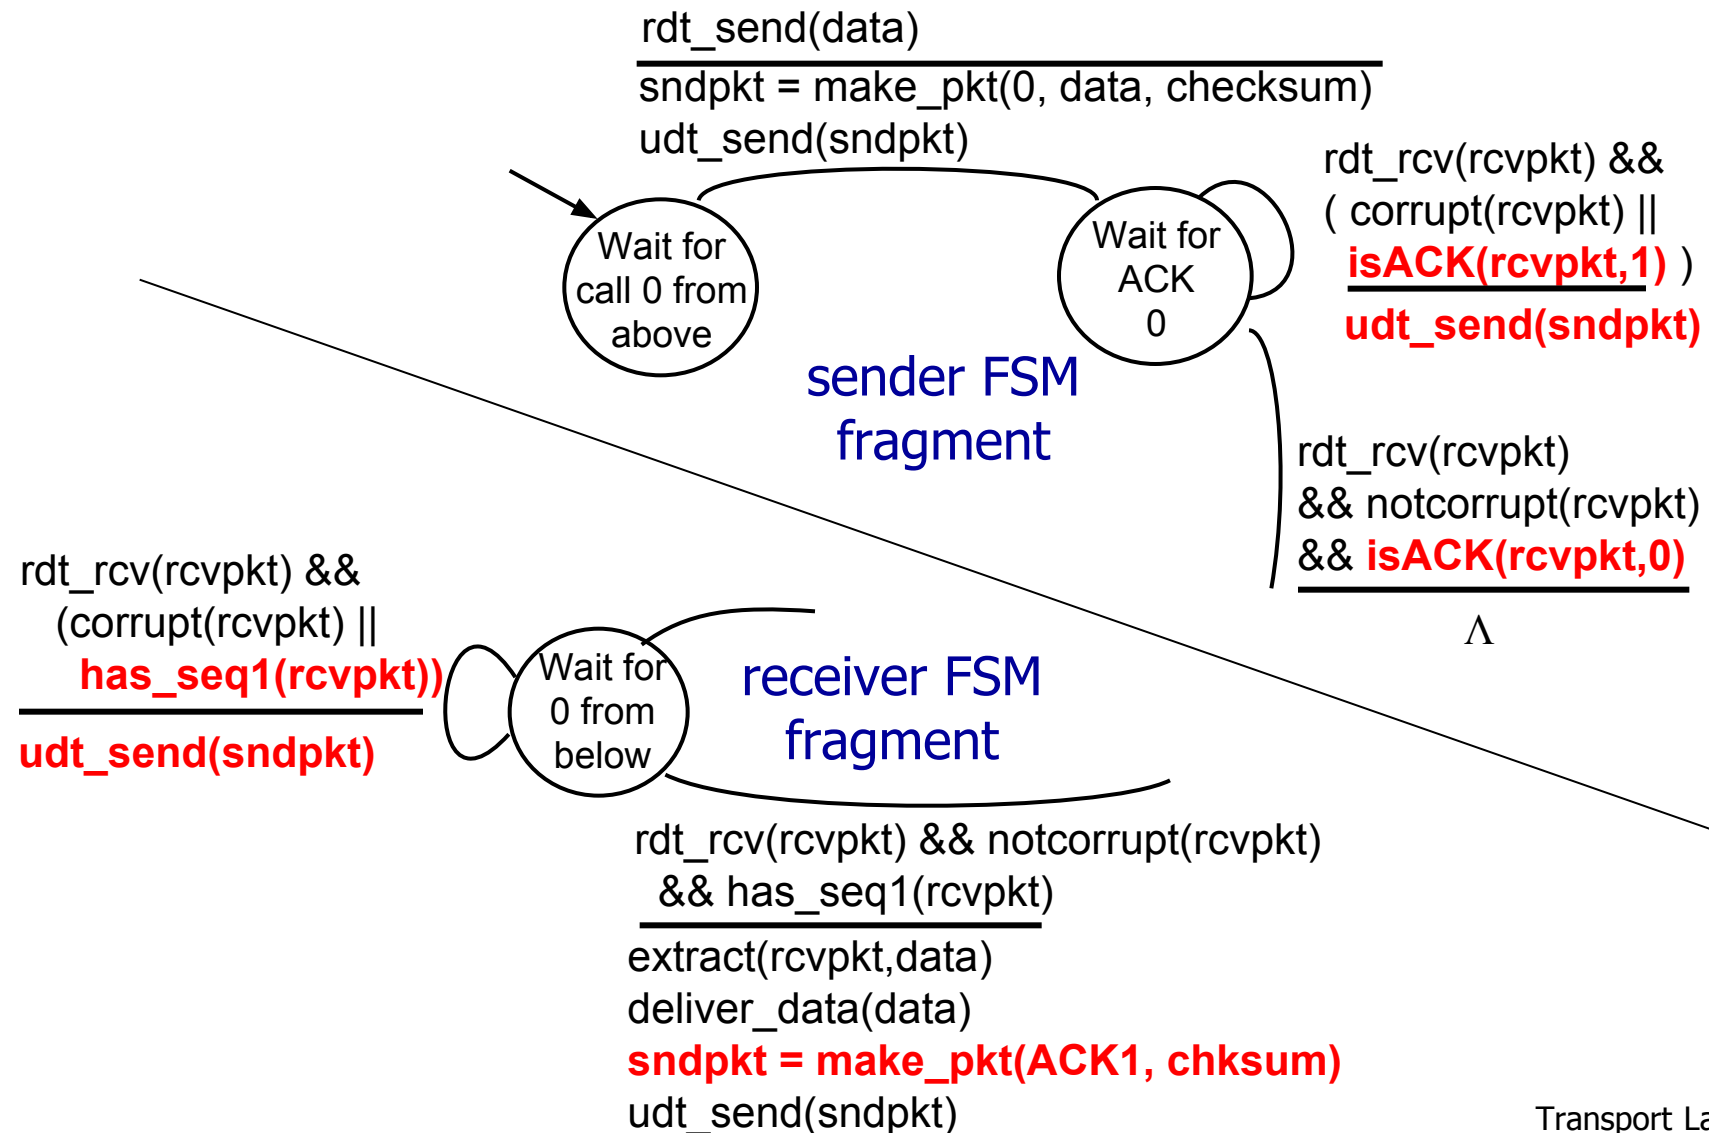 rdt_send(data)
sndpkt = make_pkt(0, data, checksum)
udt_send(sndpkt)
Wait for
call 0 from
above
Wait for
ACK
0
rdt_rcv(rcvpkt) &&
( corrupt(rcvpkt) ||
isACK(rcvpkt,1) )
udt_send(sndpkt)
sender FSM
fragment
rdt_rcv(rcvpkt)
&& notcorrupt(rcvpkt)
&& isACK(rcvpkt,0)
Λ
rdt_rcv(rcvpkt) &&
(corrupt(rcvpkt) ||
has_seq1(rcvpkt))
udt_send(sndpkt)
Wait for
0 from
below
receiver FSM
fragment
rdt_rcv(rcvpkt) && notcorrupt(rcvpkt)
&& has_seq1(rcvpkt)
extract(rcvpkt,data)
deliver_data(data)
sndpkt = make_pkt(ACK1, chksum)
udt_send(sndpkt)
Transport La